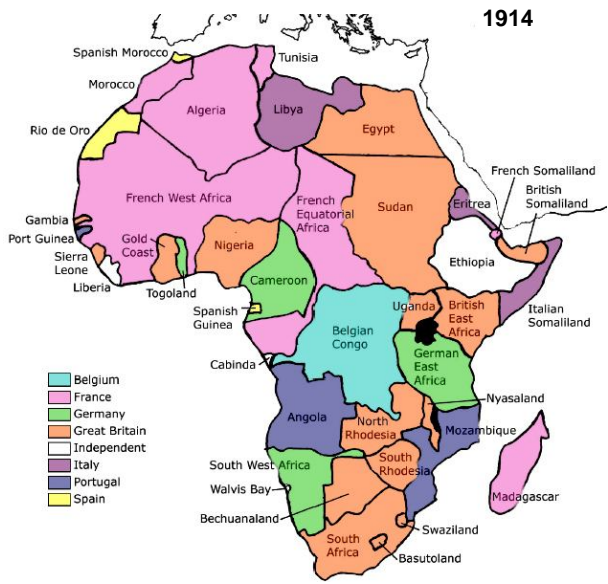 1914
Spanish Morocco
Tunisia
Morocco
Algeria
Libya
Egypt
Rio de Oro
French West Africa
French
Equatorial
Africa
Sudan
Eritrea
French Somaliland
British
Somaliland
Gambia
Port Guinea
Sierra
Leone
Liberia
Gold
Coast
Togoland
Nigeria
Cameroon
Spanish
Guinea
Ethiopia
Italian
Somaliland
Uganda
British
East
Africa
Belgian
Congo
Cabinda
German
East
Africa
Nyasaland
Angola
North
Rhodesia
Mozambique
South West Africa
South
Rhodesia
Walvis Bay
Bechuanaland
Madagascar
Swaziland
South
Africa
Basutoland
Belgium
France
Germany
Great Britain
Independent
Italy
Portugal
Spain